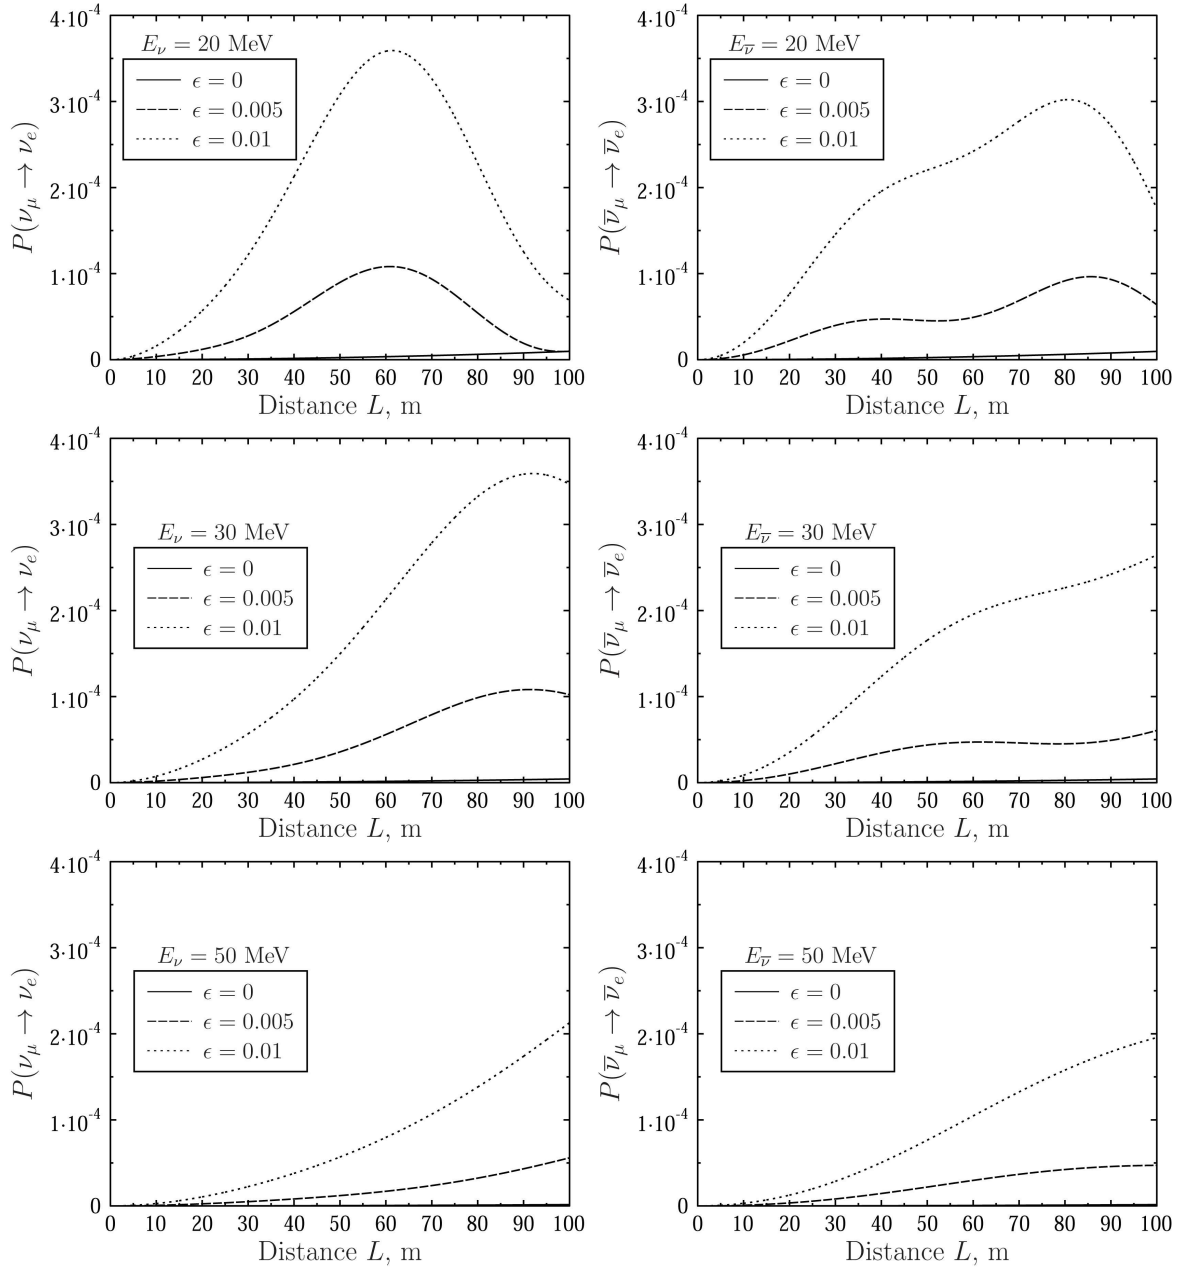 P(ν_μ → ν_e)
4·10⁻⁴
3·10⁻⁴
2·10⁻⁴
1·10⁻⁴
0
E_ν = 20 MeV
ϵ = 0
ϵ = 0.005
ϵ = 0.01
0 10 20 30 40 50 60 70 80 90 100
Distance L, m
P(ν̅_μ → ν̅_e)
4·10⁻⁴
3·10⁻⁴
2·10⁻⁴
1·10⁻⁴
0
E_ν̅ = 20 MeV
ϵ = 0
ϵ = 0.005
ϵ = 0.01
0 10 20 30 40 50 60 70 80 90 100
Distance L, m
P(ν_μ → ν_e)
4·10⁻⁴
3·10⁻⁴
2·10⁻⁴
1·10⁻⁴
0
E_ν = 30 MeV
ϵ = 0
ϵ = 0.005
ϵ = 0.01
0 10 20 30 40 50 60 70 80 90 100
Distance L, m
P(ν̅_μ → ν̅_e)
4·10⁻⁴
3·10⁻⁴
2·10⁻⁴
1·10⁻⁴
0
E_ν̅ = 30 MeV
ϵ = 0
ϵ = 0.005
ϵ = 0.01
0 10 20 30 40 50 60 70 80 90 100
Distance L, m
P(ν_μ → ν_e)
4·10⁻⁴
3·10⁻⁴
2·10⁻⁴
1·10⁻⁴
0
E_ν = 50 MeV
ϵ = 0
ϵ = 0.005
ϵ = 0.01
0 10 20 30 40 50 60 70 80 90 100
Distance L, m
P(ν̅_μ → ν̅_e)
4·10⁻⁴
3·10⁻⁴
2·10⁻⁴
1·10⁻⁴
0
E_ν̅ = 50 MeV
ϵ = 0
ϵ = 0.005
ϵ = 0.01
0 10 20 30 40 50 60 70 80 90 100
Distance L, m